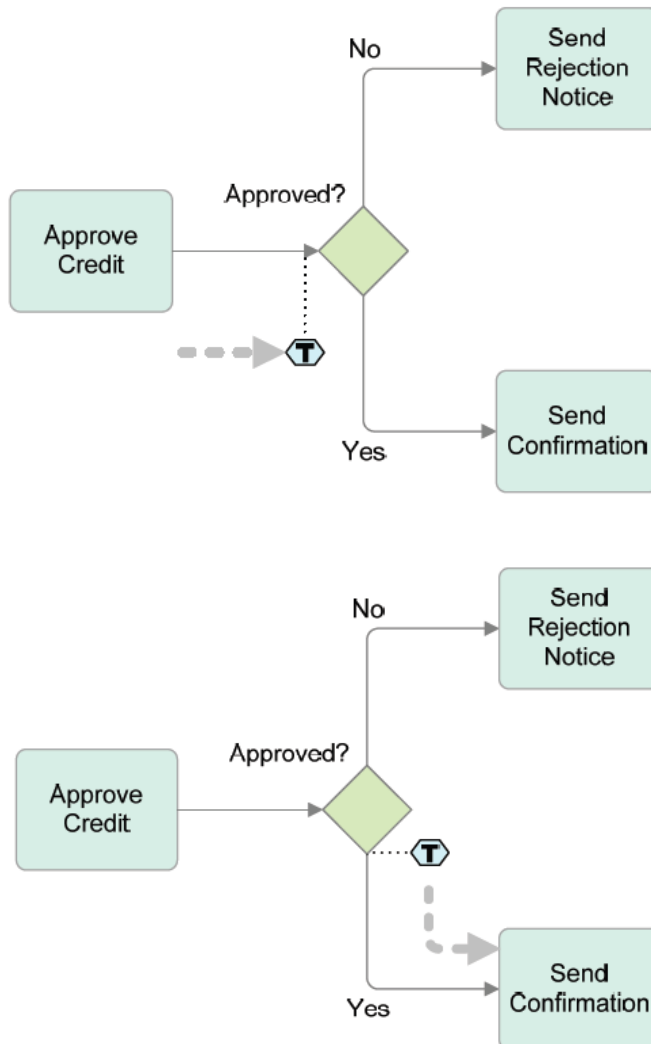 No
Send
Rejection
Notice
Approved?
Approve
Credit
T
Send
Confirmation
Yes
No
Send
Rejection
Notice
Approved?
Approve
Credit
T
Send
Confirmation
Yes